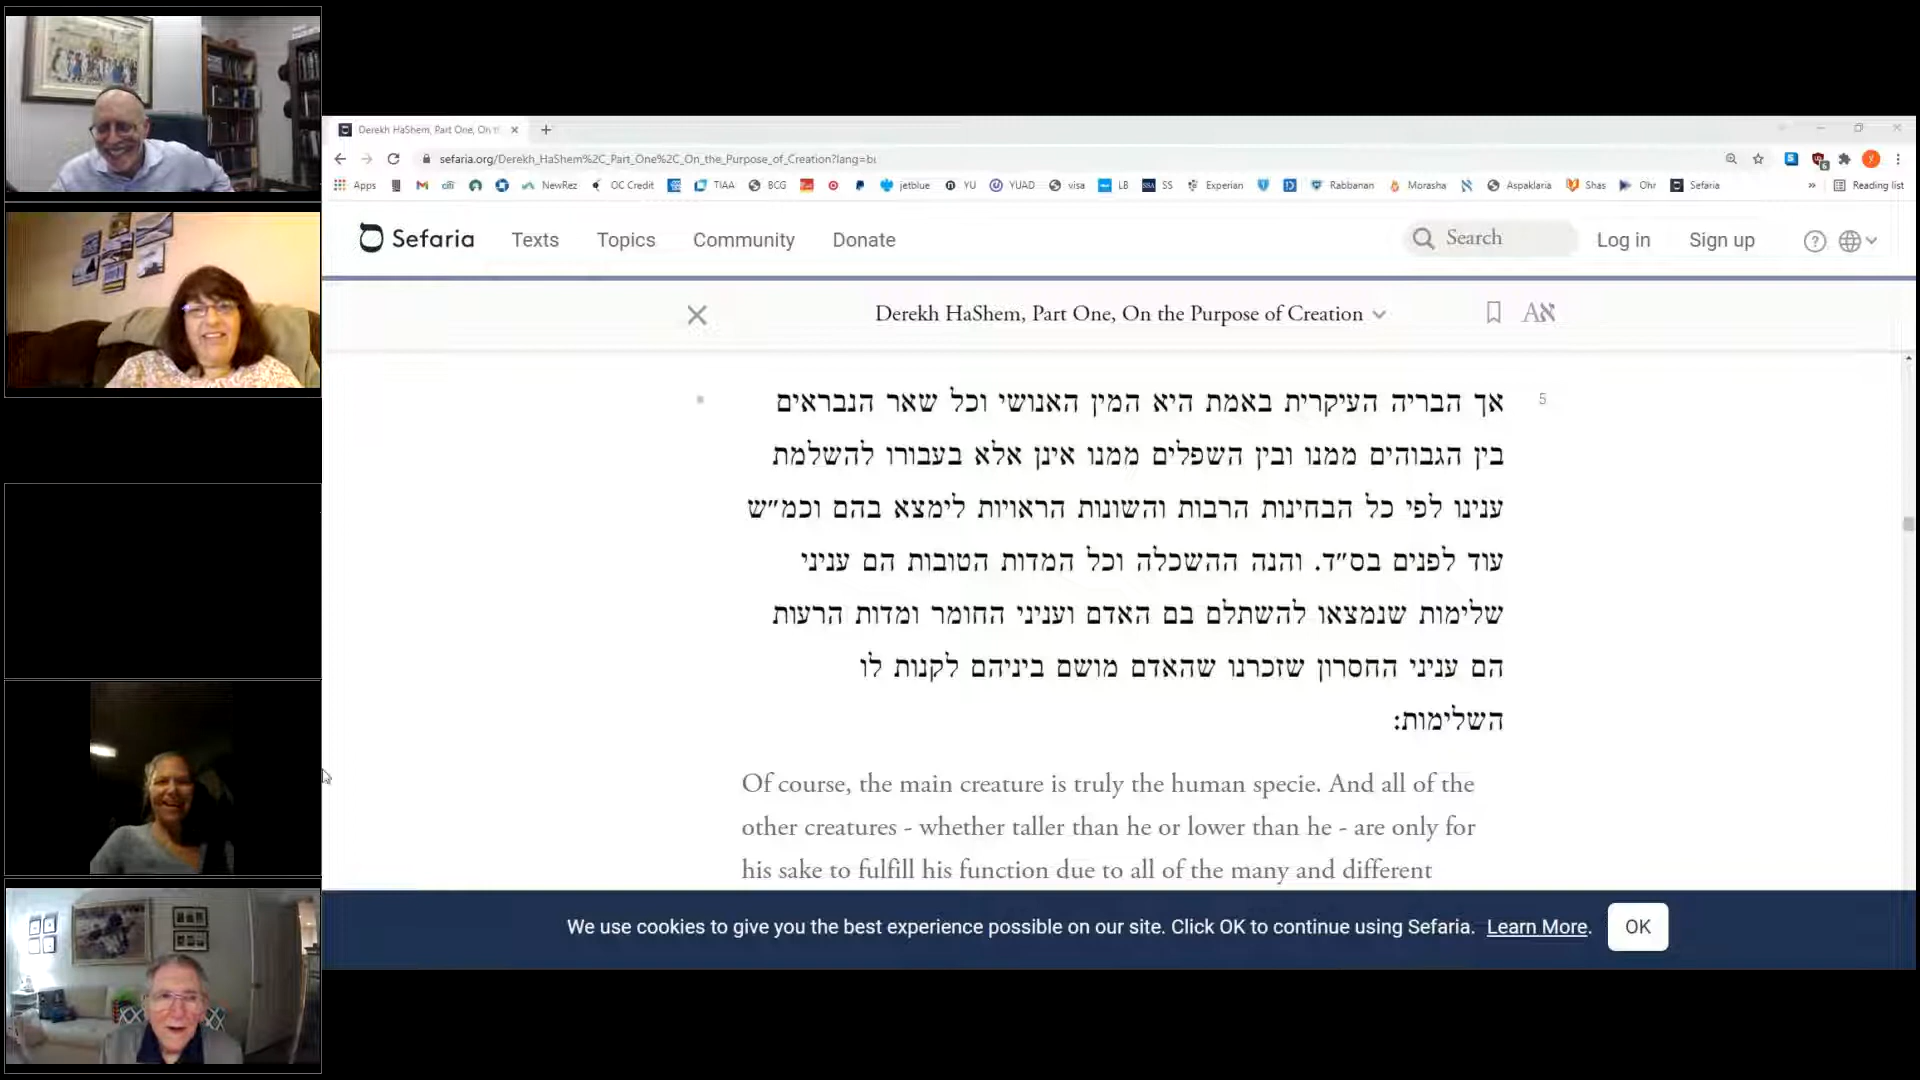 Derekh HaShem, Part One, On th
sefaria.org/Derekh_HaShem%2C_Part_One%2C_On_the_Purpose_of_Creation?lang=bi
Apps citi NewRez OC Credit TIAA BCG jetblue YU YUAD visa LB SS Experian Rabbanan Morasha Aspaklaria Shas Ohr Sefaria » Reading list
Sefaria Texts Topics Community Donate Search Log in Sign up
Derekh HaShem, Part One, On the Purpose of Creation
5
אך הבריה העיקרית באמת היא המין האנושי וכל שאר הנבראים
בין הגבוהים ממנו ובין השפלים ממנו אינן אלא בעבורו להשלמת
ענינו לפי כל הבחינות הרבות והשונות הראויות לימצא בהם וכמ״ש
עוד לפנים בס״ד. והנה ההשכלה וכל המדות הטובות הם עניני
שלימות שנמצאו להשתלם בם האדם ועניני החומר ומדות הרעות
הם עניני החסרון שזכרנו שהאדם מושם ביניהם לקנות לו
השלימות:
Of course, the main creature is truly the human specie. And all of the
other creatures - whether taller than he or lower than he - are only for
his sake to fulfill his function due to all of the many and different
We use cookies to give you the best experience possible on our site. Click OK to continue using Sefaria. Learn More. OK